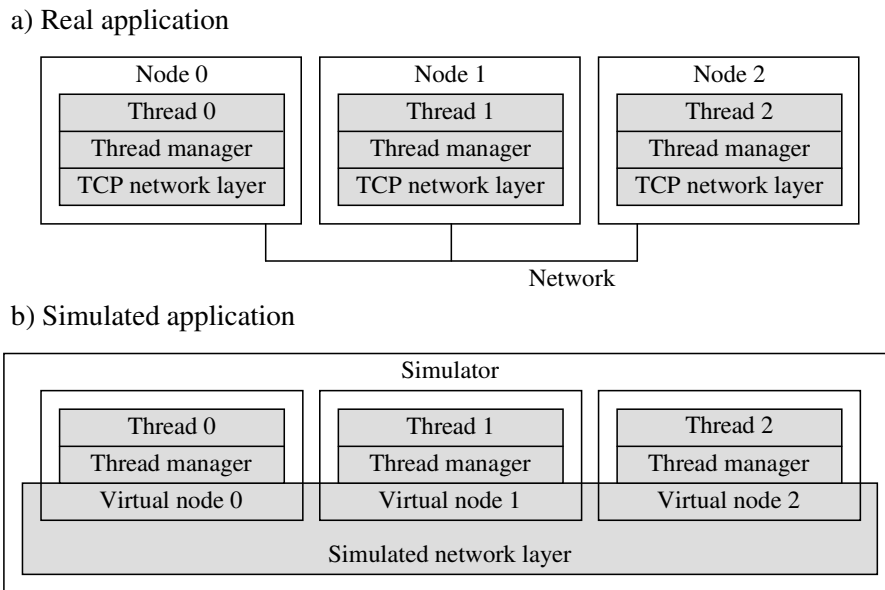 a) Real application
Node 0
Node 1
Node 2
Thread 0
Thread 1
Thread 2
Thread manager
Thread manager
Thread manager
TCP network layer
TCP network layer
TCP network layer
Network
b) Simulated application
Simulator
Thread 0
Thread 1
Thread 2
Thread manager
Thread manager
Thread manager
Virtual node 0
Virtual node 1
Virtual node 2
Simulated network layer